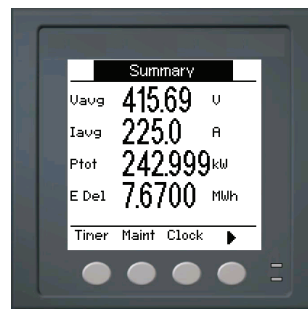 Summary
Vavg 415.69 V
Iavg 225.0 A
Ptot 242.999 kW
E Del 7.6700 MWh
Timer Maint Clock